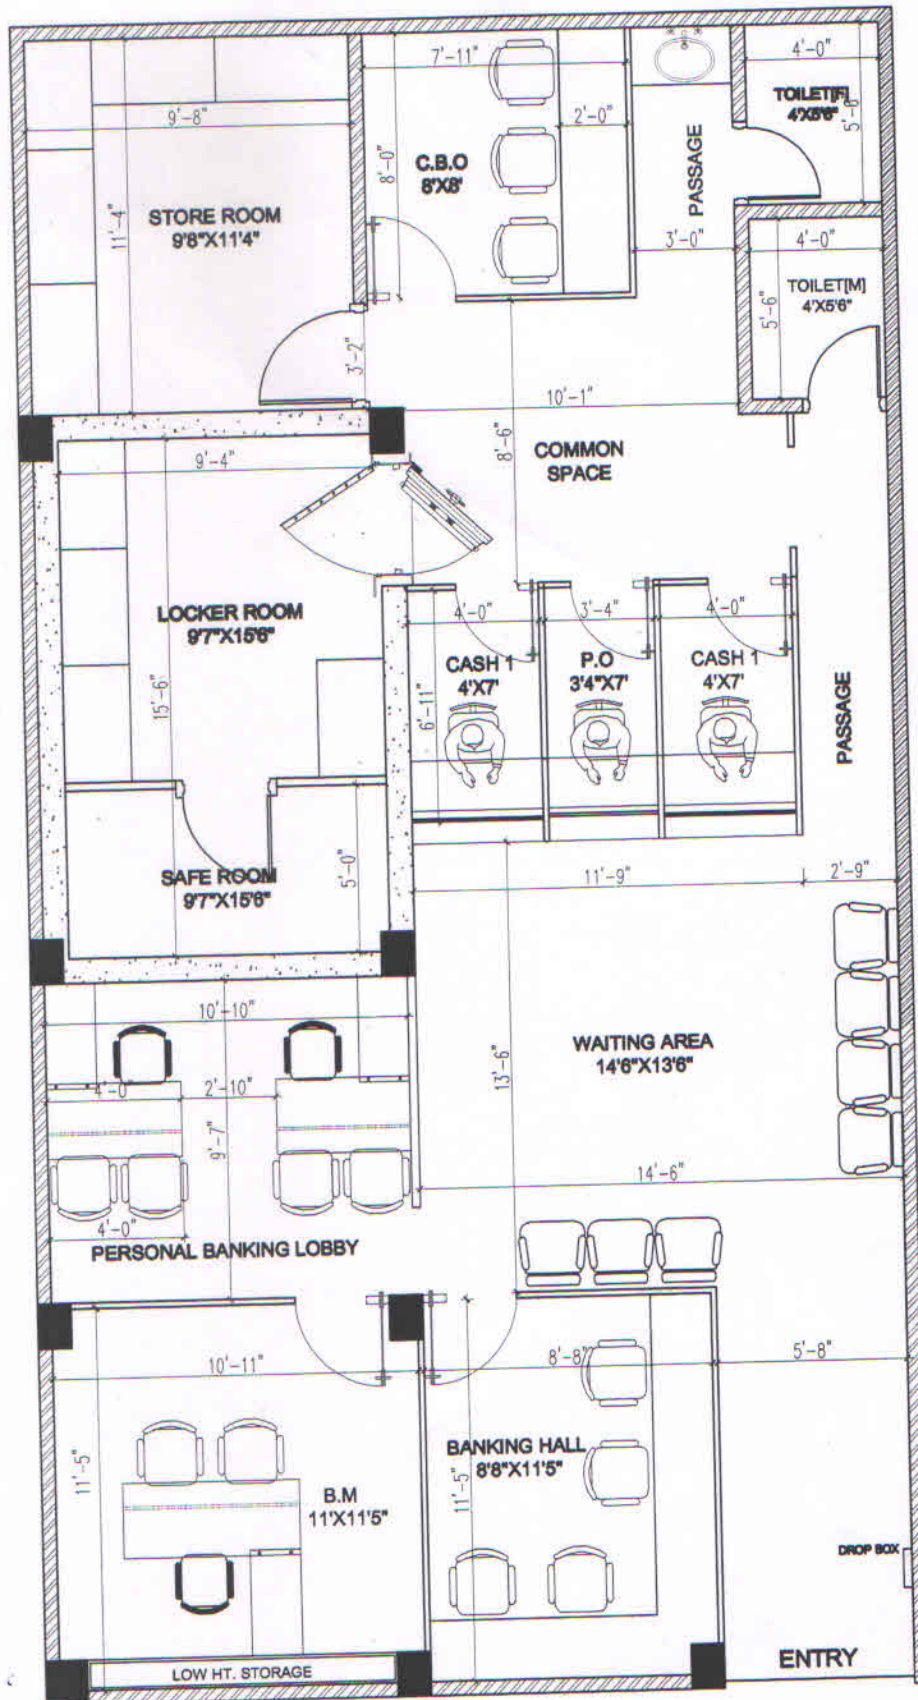 7'-11"
4'-0"
TOILET[F]
4'X5'6"
5'-6"
9'-8"
2'-0"
8'-0"
C.B.O
8'X8'
PASSAGE
11'-4"
STORE ROOM
9'8"X11'4"
3'-0"
4'-0"
TOILET[M]
4'X5'6"
5'-6"
3'-2"
10'-1"
8'-6"
COMMON
SPACE
9'-4"
LOCKER ROOM
9'7"X15'6"
15'-6"
4'-0"
3'-4"
4'-0"
CASH 1
4'X7'
P.O
3'4"X7'
CASH 1
4'X7'
6'-11"
PASSAGE
SAFE ROOM
9'7"X15'6"
5'-0"
11'-9"
2'-9"
10'-10"
WAITING AREA
14'6"X13'6"
13'-6"
4'-0"
2'-10"
9'-7"
14'-6"
4'-0"
PERSONAL BANKING LOBBY
10'-11"
8'-8"
5'-8"
11'-5"
B.M
11'X11'5"
BANKING HALL
8'8"X11'5"
11'-5"
DROP BOX
LOW HT. STORAGE
ENTRY